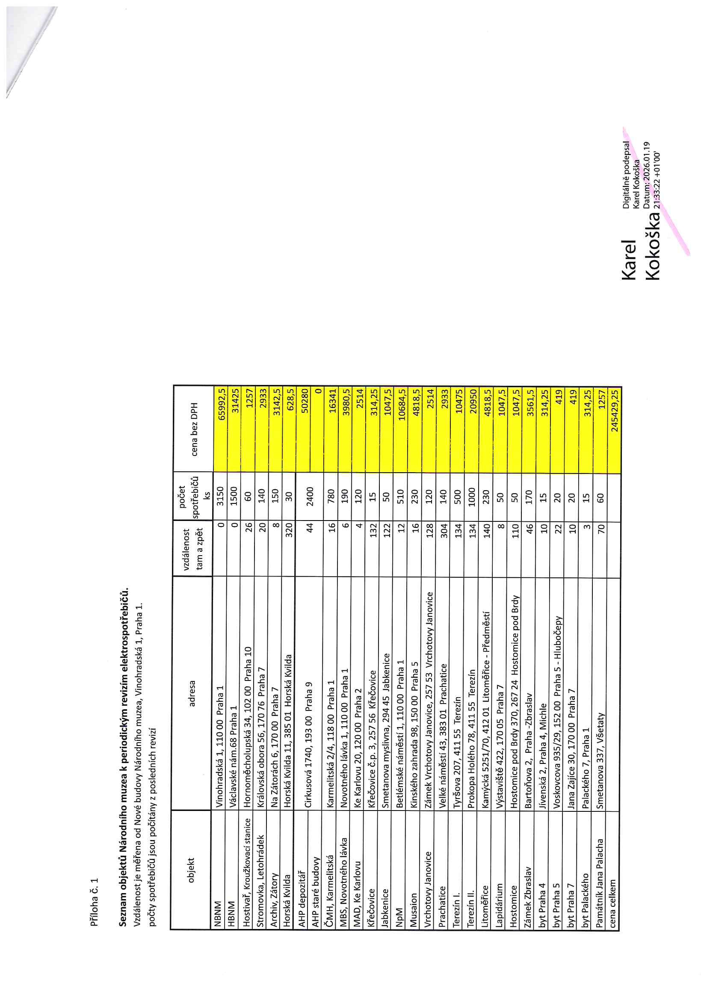 Příloha č. 1
Seznam objektů Národního muzea k periodickým revizím elektrospotřebičů.
Vzdálenost je měřena od Nové budovy Národního muzea, Vinohradská 1, Praha 1.
počty spotřebičů jsou počítány z posledních revizí
objekt adresa vzdálenost tam a zpět počet spotřebičů ks cena bez DPH
NBNM Vinohradská 1, 110 00 Praha 1 0 3150 65992,5
HBNM Václavské nám.68 Praha 1 0 1500 31425
Hostivař, Kroužkovací stanice Hornoměcholupská 34, 102 00 Praha 10 26 60 1257
Stromovka, Letohrádek Královská obora 56, 170 76 Praha 7 20 140 2933
Archiv, Zátory Na Zátorách 6, 170 00 Praha 7 8 150 3142,5
Horská Kvilda Horská Kvilda 11, 385 01 Horská Kvilda 320 30 628,5
AHP depozitář Cirkusová 1740, 193 00 Praha 9 44 2400 50280
AHP staré budovy 0
ČMH, Karmelitská Karmelitská 2/4, 118 00 Praha 1 16 780 16341
MBS, Novotného lávka Novotného lávka 1, 110 00 Praha 1 6 190 3980,5
MAD, Ke Karlovu Ke Karlovu 20, 120 00 Praha 2 4 120 2514
Křečovice Křečovice č.p. 3, 257 56 Křečovice 132 15 314,25
Jabkenice Smetanova myslivna, 294 45 Jabkenice 122 50 1047,5
NpM Betlémské náměstí 1, 110 00 Praha 1 12 510 10684,5
Musaion Kinského zahrada 98, 150 00 Praha 5 16 230 4818,5
Vrchotovy Janovice Zámek Vrchotovy Janovice, 257 53 Vrchotovy Janovice 128 120 2514
Prachatice Velké náměstí 43, 383 01 Prachatice 304 140 2933
Terezín I. Tyršova 207, 411 55 Terezín 134 500 10475
Terezín II. Prokopa Holého 78, 411 55 Terezín 134 1000 20950
Litoměřice Kamýcká 5251/70, 412 01 Litoměřice - Předměstí 140 230 4818,5
Lapidárium Výstaviště 422, 170 05 Praha 7 8 50 1047,5
Hostomice Hostomice pod Brdy 370, 267 24 Hostomice pod Brdy 110 50 1047,5
Zámek Zbraslav Bartoňova 2, Praha -Zbraslav 46 170 3561,5
byt Praha 4 Jívenská 2, Praha 4, Michle 10 15 314,25
byt Praha 5 Voskovcova 935/29, 152 00 Praha 5 - Hlubočepy 22 20 419
byt Praha 7 Jana Zajíce 30, 170 00 Praha 7 10 20 419
byt Palackého Palackého 7, Praha 1 3 15 314,25
Památník Jana Palacha Smetanova 337, Všetaty 70 60 1257
cena celkem 245429,25
Karel
Kokoška
Digitálně podepsal
Karel Kokoška
Datum: 2026.01.19
21:33:22 +01'00'